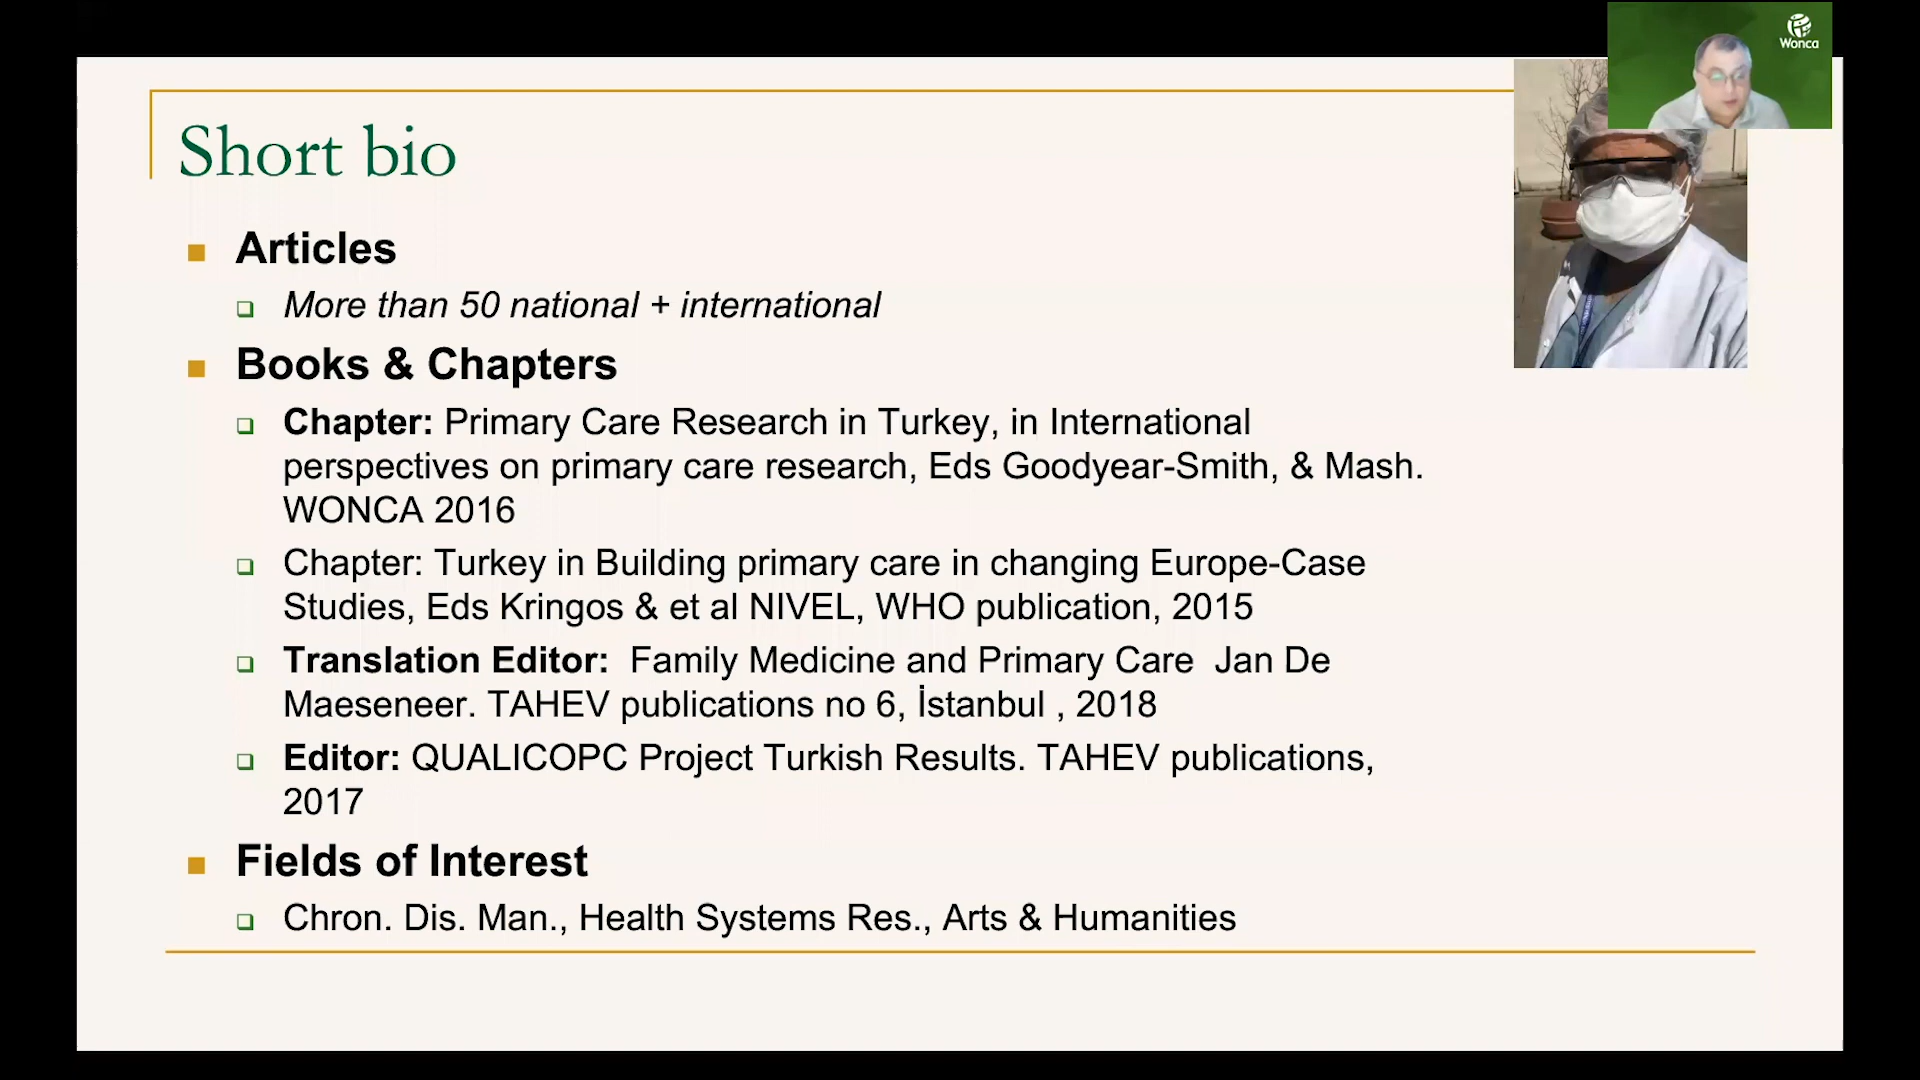 Wonca
Short bio
Articles
More than 50 national + international
Books & Chapters
Chapter: Primary Care Research in Turkey, in International
perspectives on primary care research, Eds Goodyear-Smith, & Mash.
WONCA 2016
Chapter: Turkey in Building primary care in changing Europe-Case
Studies, Eds Kringos & et al NIVEL, WHO publication, 2015
Translation Editor:  Family Medicine and Primary Care  Jan De
Maeseneer. TAHEV publications no 6, İstanbul , 2018
Editor: QUALICOPC Project Turkish Results. TAHEV publications,
2017
Fields of Interest
Chron. Dis. Man., Health Systems Res., Arts & Humanities